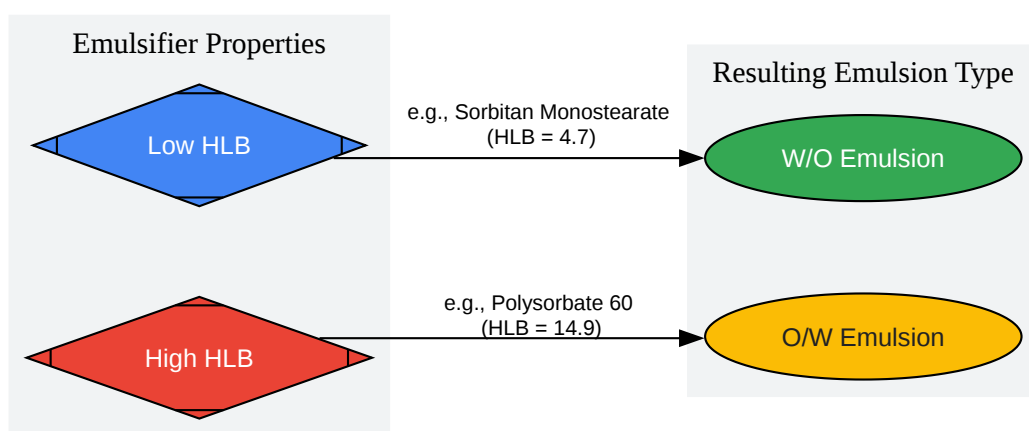 Emulsifier Properties
Resulting Emulsion Type
Low HLB
e.g., Sorbitan Monostearate
(HLB = 4.7)
W/O Emulsion
High HLB
e.g., Polysorbate 60
(HLB = 14.9)
O/W Emulsion